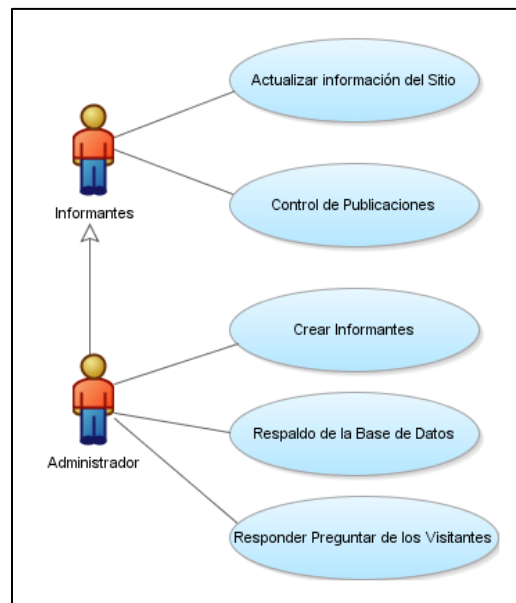 Actualizar información del Sitio
Informantes
Control de Publicaciones
Crear Informantes
Administrador
Respaldo de la Base de Datos
Responder Preguntar de los Visitantes